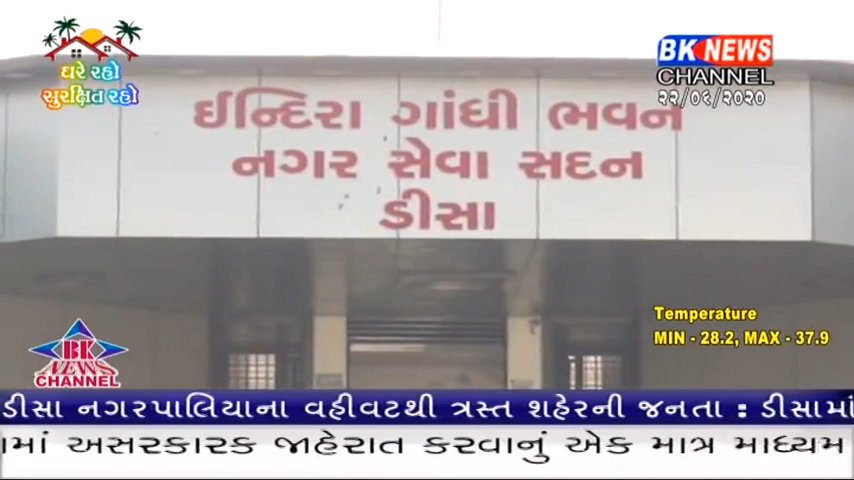 ઘરે રહો
સુરક્ષિત રહો
BK NEWS
CHANNEL
૨૨/૦૬/૨૦૨૦
ઈન્દિરા ગાંધી ભવન
નગર સેવા સદન
ડીસા
Temperature
MIN - 28.2, MAX - 37.9
BK
NEWS
CHANNEL
ડીસા નગરપાલિયાના વહીવટથી ત્રસ્ત શહેરની જનતા : ડીસામાં
માં અસરકારક જાહેરાત કરવાનું એક માત્ર માધ્યમ